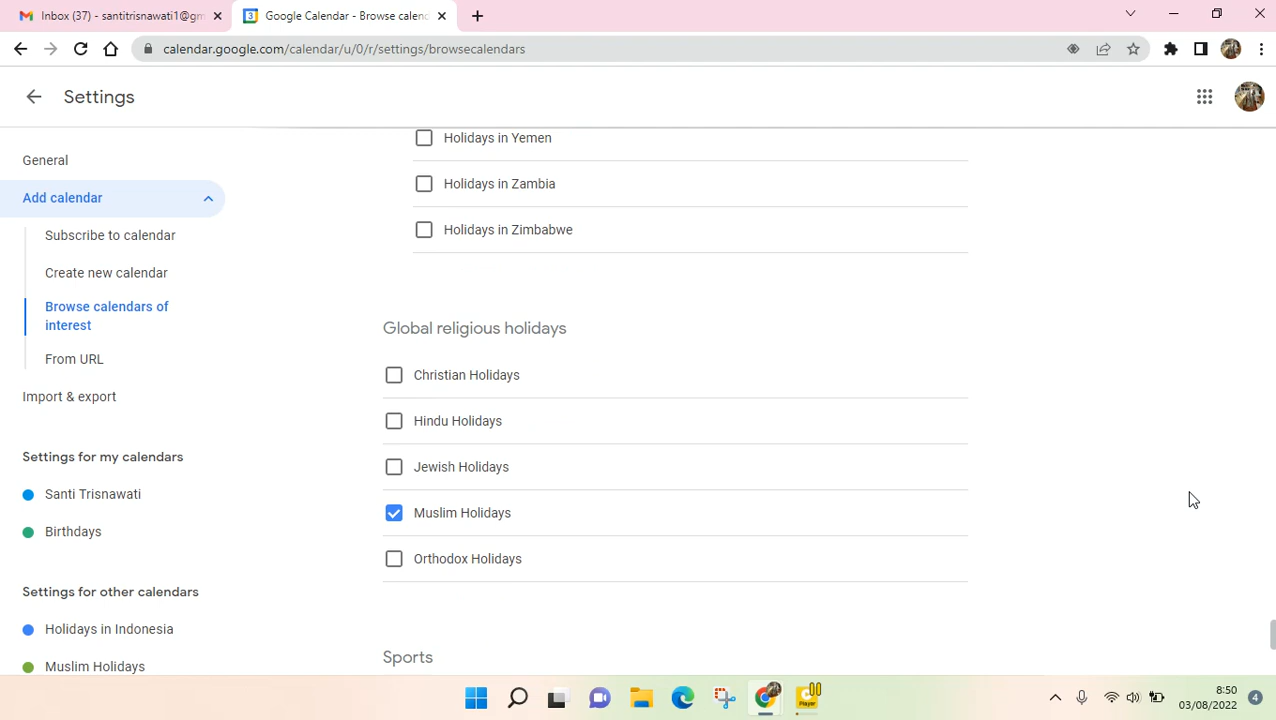 Inbox (37) - santitrisnawati1@gm
Google Calendar - Browse calend
calendar.google.com/calendar/u/0/r/settings/browsecalendars
Settings
General
Add calendar
Subscribe to calendar
Create new calendar
Browse calendars of
interest
From URL
Import & export
Settings for my calendars
Santi Trisnawati
Birthdays
Settings for other calendars
Holidays in Indonesia
Muslim Holidays
Holidays in Yemen
Holidays in Zambia
Holidays in Zimbabwe
Global religious holidays
Christian Holidays
Hindu Holidays
Jewish Holidays
Muslim Holidays
Orthodox Holidays
Sports
Player
8:50
03/08/2022
4